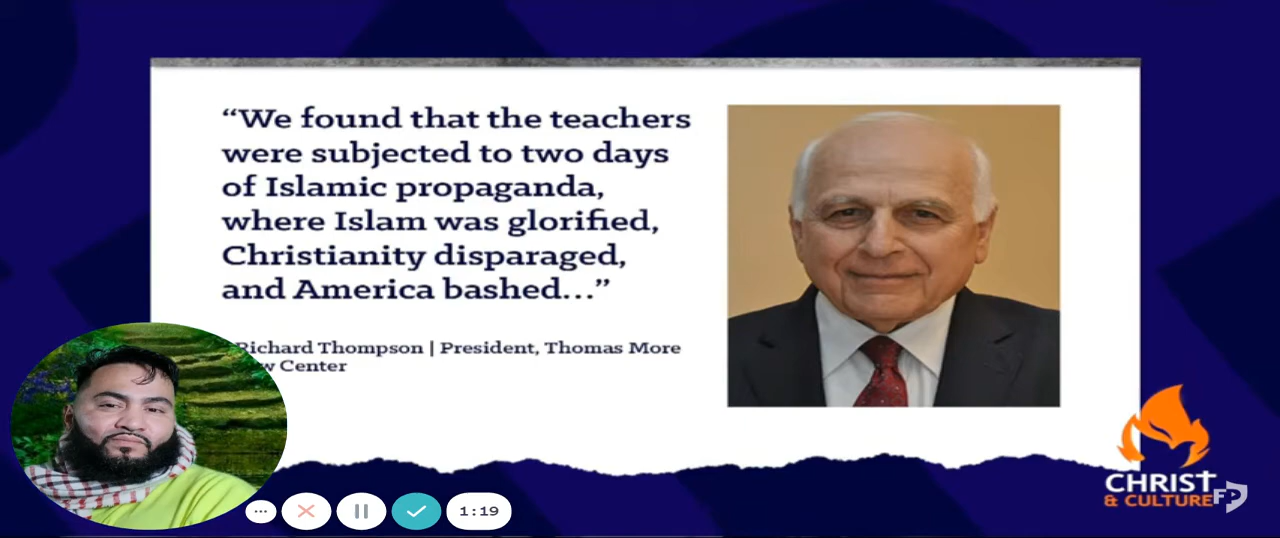 “We found that the teachers
were subjected to two days
of Islamic propaganda,
where Islam was glorified,
Christianity disparaged,
and America bashed...”
Richard Thompson | President, Thomas More
Center
1:19
CHRIST
& CULTURE
FP